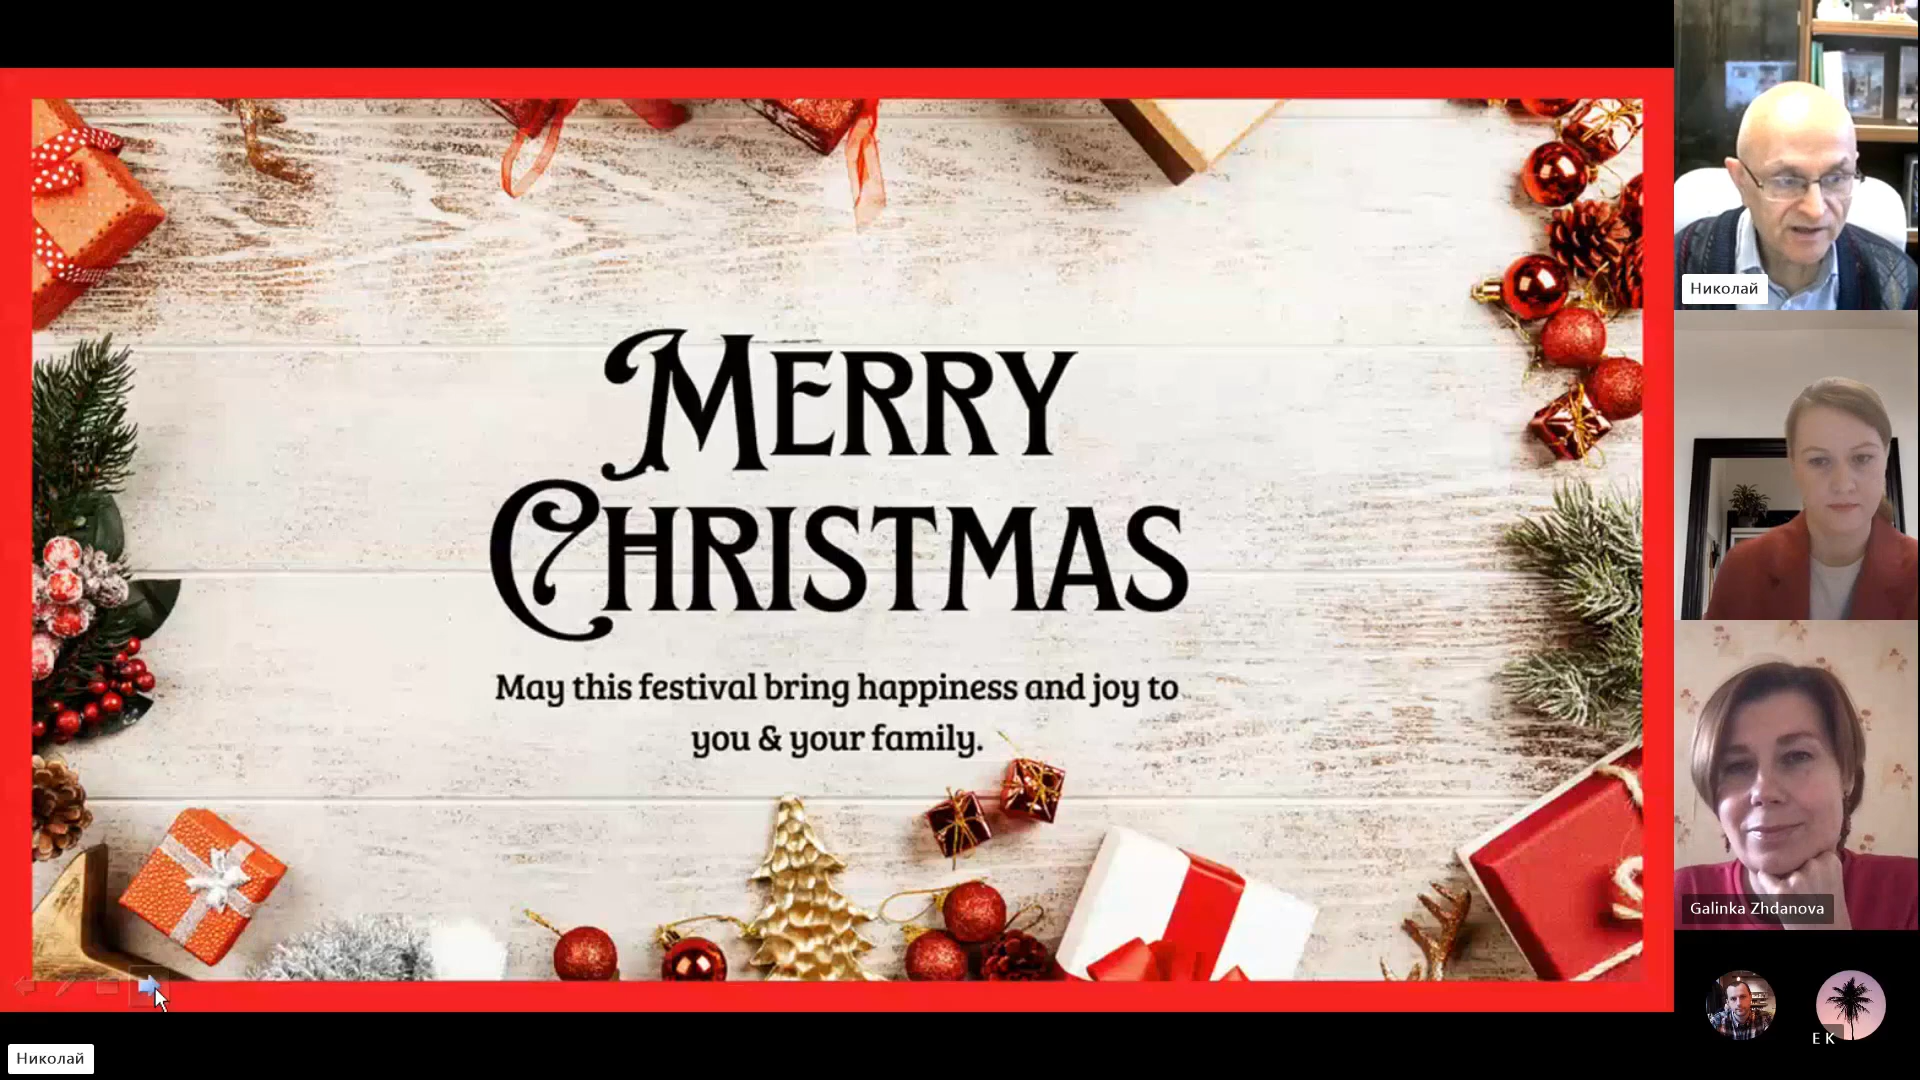 MERRY
CHRISTMAS
May this festival bring happiness and joy to
you & your family.
Николай
Galinka Zhdanova
E K
Николай